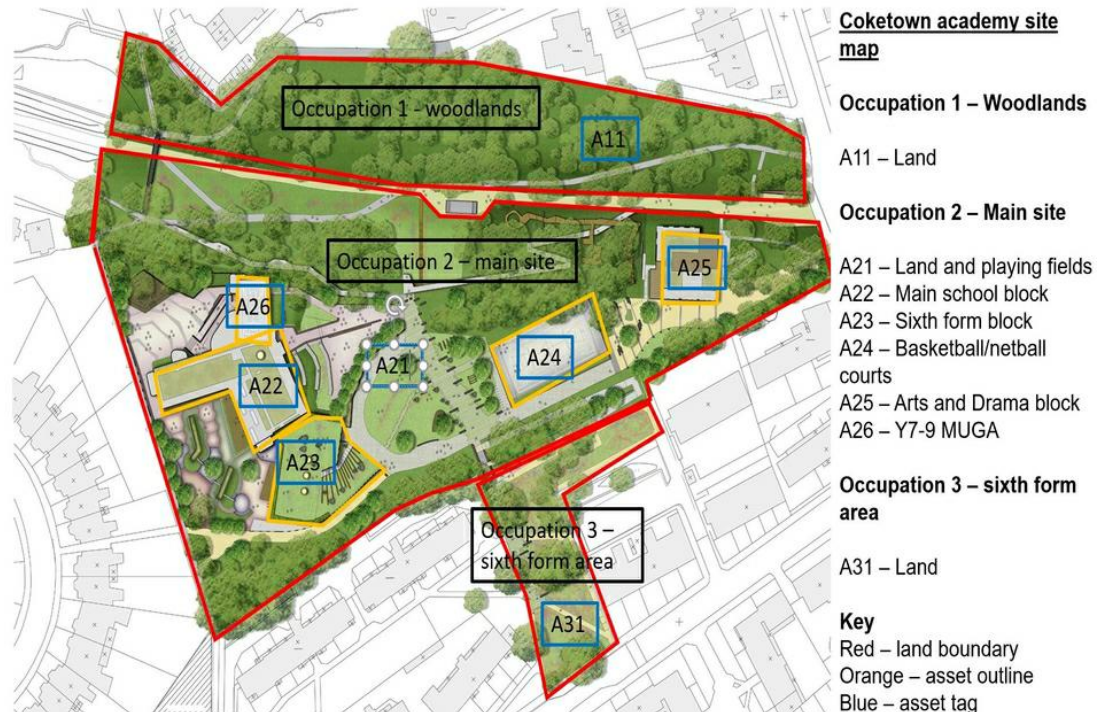 Occupation 1 - woodlands
A11
Occupation 2 – main site
A25
A26
A21
A24
A22
A23
Occupation 3 –
sixth form area
A31
Coketown academy site
map
Occupation 1 – Woodlands
A11 – Land
Occupation 2 – Main site
A21 – Land and playing fields
A22 – Main school block
A23 – Sixth form block
A24 – Basketball/netball
courts
A25 – Arts and Drama block
A26 – Y7-9 MUGA
Occupation 3 – sixth form
area
A31 – Land
Key
Red – land boundary
Orange – asset outline
Blue – asset tag